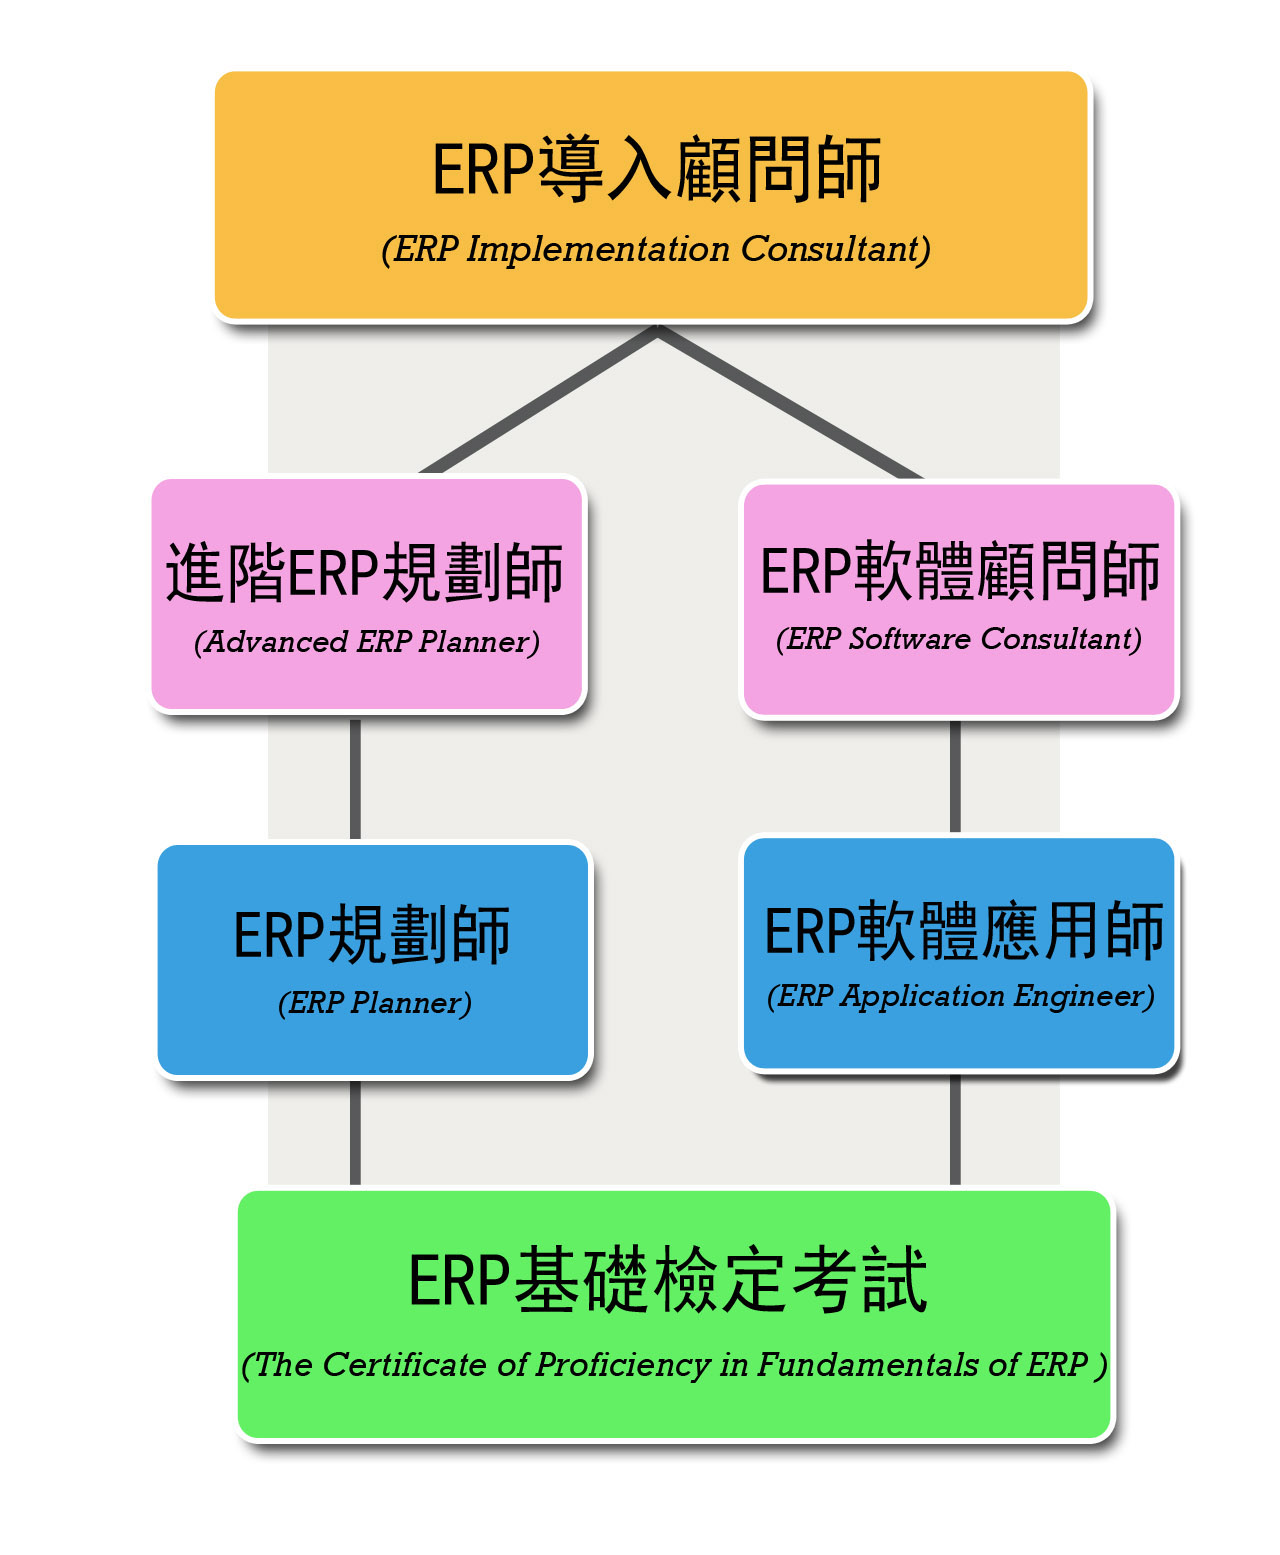 ERP導入顧問師
(ERP Implementation Consultant)
進階ERP規劃師
(Advanced ERP Planner)
ERP軟體顧問師
(ERP Software Consultant)
ERP規劃師
(ERP Planner)
ERP軟體應用師
(ERP Application Engineer)
ERP基礎檢定考試
(The Certificate of Proficiency in Fundamentals of ERP )